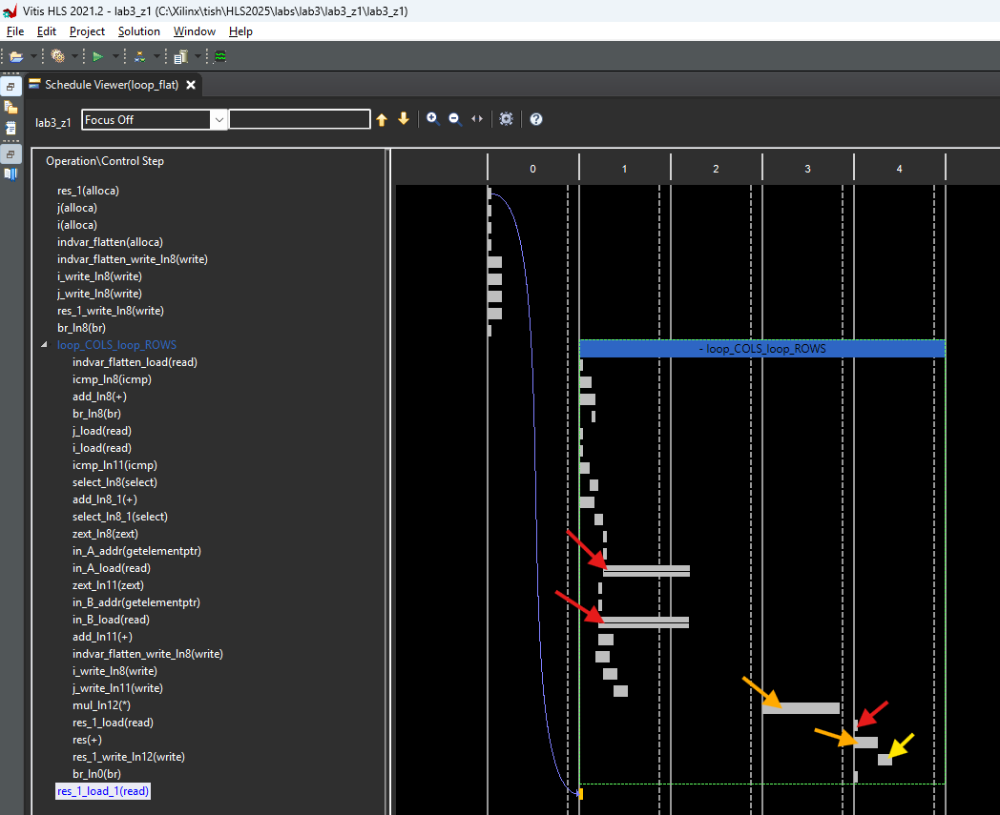 Vitis HLS 2021.2 - lab3_z1 (C:\Xilinx\tish\HLS2025\labs\lab3\lab3_z1\lab3_z1)
File Edit Project Solution Window Help
Schedule Viewer(loop_flat)
lab3_z1 Focus Off
Operation\Control Step 0 1 2 3 4
res_1(alloca)
j(alloca)
i(alloca)
indvar_flatten(alloca)
indvar_flatten_write_ln8(write)
i_write_ln8(write)
j_write_ln8(write)
res_1_write_ln8(write)
br_ln8(br)
loop_COLS_loop_ROWS - loop_COLS_loop_ROWS
indvar_flatten_load(read)
icmp_ln8(icmp)
add_ln8(+)
br_ln8(br)
j_load(read)
i_load(read)
icmp_ln11(icmp)
select_ln8(select)
add_ln8_1(+)
select_ln8_1(select)
zext_ln8(zext)
in_A_addr(getelementptr)
in_A_load(read)
zext_ln11(zext)
in_B_addr(getelementptr)
in_B_load(read)
add_ln11(+)
indvar_flatten_write_ln8(write)
i_write_ln8(write)
j_write_ln11(write)
mul_ln12(*)
res_1_load(read)
res(+)
res_1_write_ln12(write)
br_ln0(br)
res_1_load_1(read)